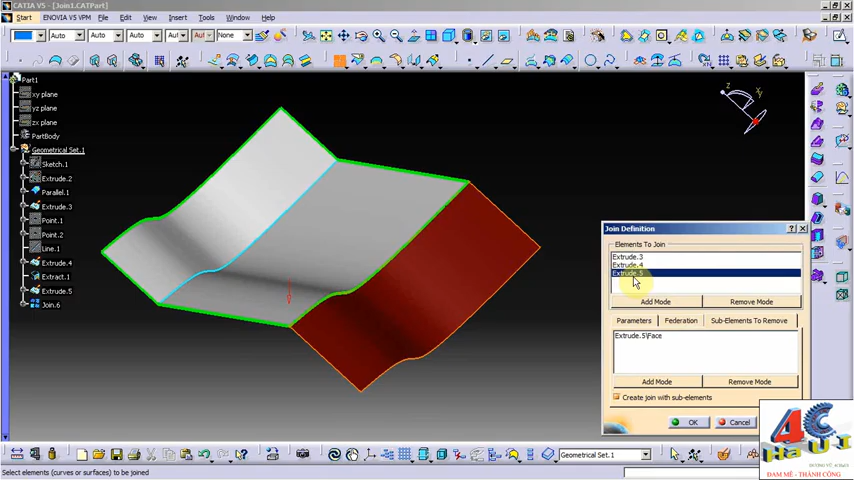 CATIA V5 - [Join1.CATPart]
Start ENOVIA V5 VPM File Edit View Insert Tools Window Help
Auto Auto Auto Aut Aut None
Part1
xy plane
yz plane
zx plane
PartBody
Geometrical Set.1
Sketch.1
Extrude.2
Parallel.1
Extrude.3
Point.1
Point.2
Line.1
Extrude.4
Extract.1
Extrude.5
Join.6
z
y
Join Definition
Elements To Join
Extrude.3
Extrude.4
Extrude.5
Add Mode Remove Mode
Parameters Federation Sub-Elements To Remove
Extrude.5\Face
Add Mode Remove Mode
Create join with sub-elements
OK Cancel
Geometrical Set.1
Select elements (curves or surfaces) to be joined
4C
HaUI
ĐAM MÊ - THÀNH CÔNG